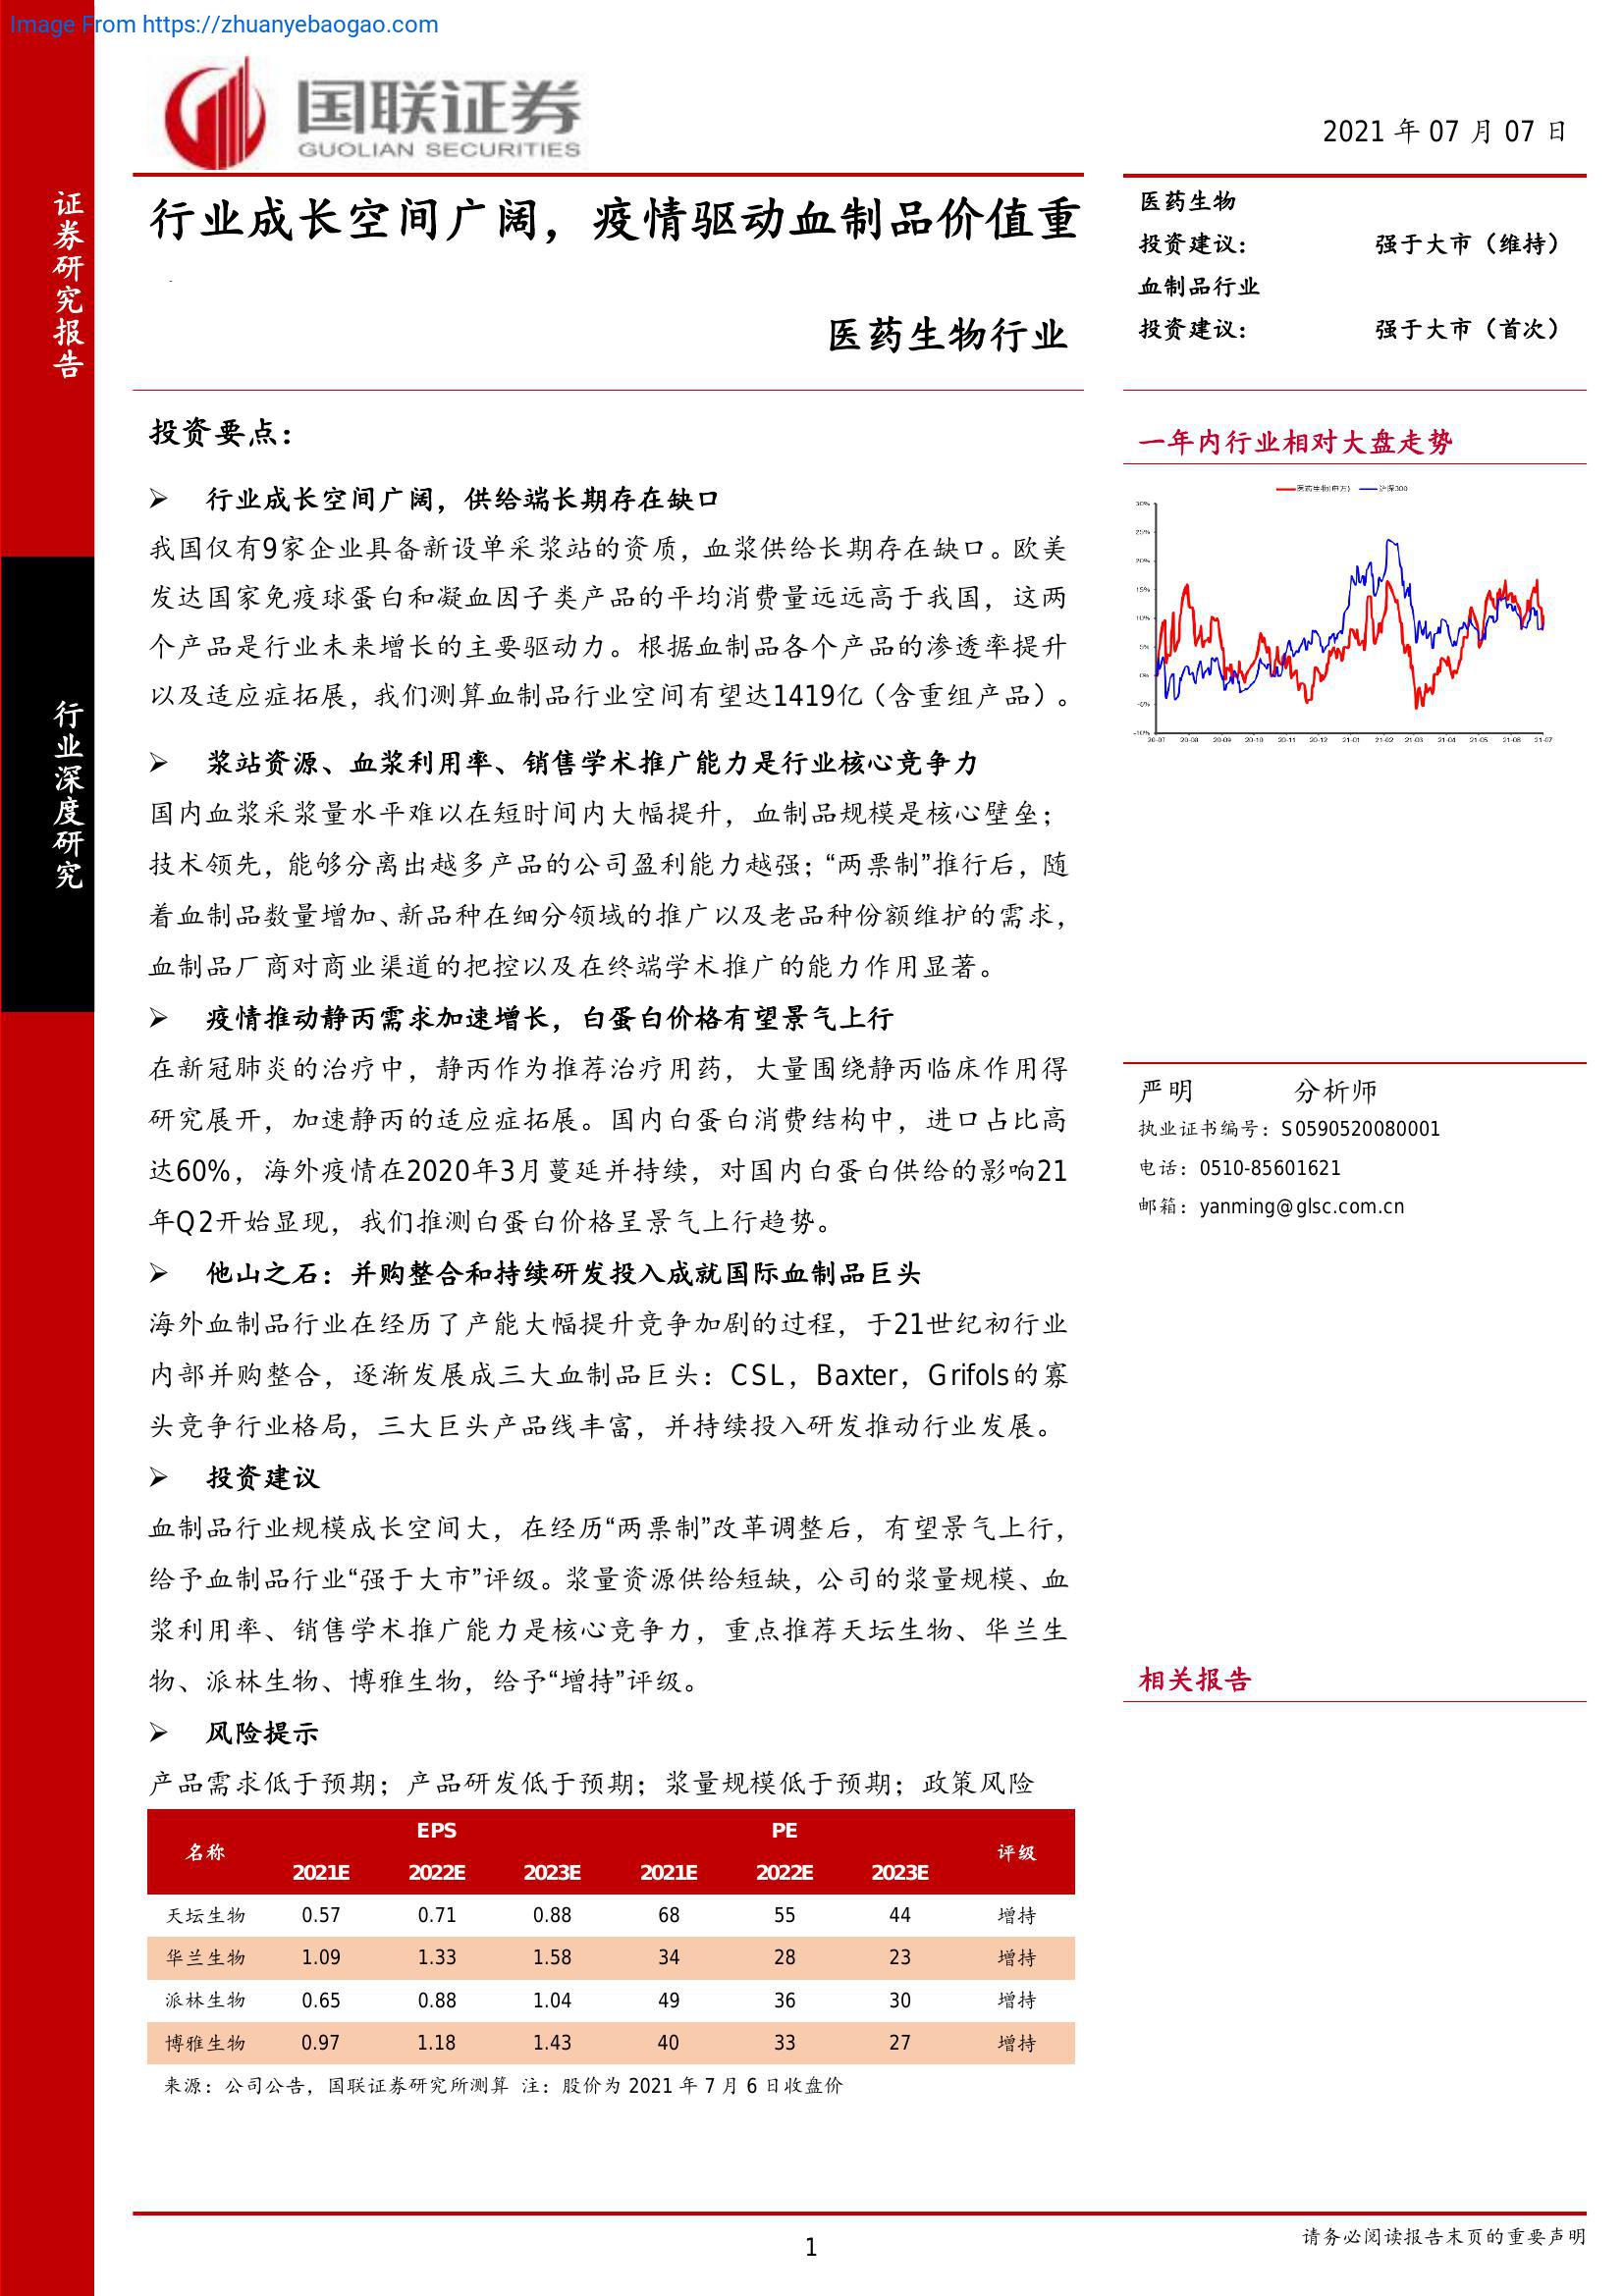 Image From https://zhuanyebaogao.com
国联证券
GUOLIAN SECURITIES
2021 年 07 月 07 日
证券研究报告
行业深度研究
行业成长空间广阔，疫情驱动血制品价值重
医药生物行业
医药生物
投资建议： 强于大市（维持）
血制品行业
投资建议： 强于大市（首次）
投资要点：
➢ 行业成长空间广阔，供给端长期存在缺口
我国仅有9家企业具备新设单采浆站的资质，血浆供给长期存在缺口。欧美
发达国家免疫球蛋白和凝血因子类产品的平均消费量远远高于我国，这两
个产品是行业未来增长的主要驱动力。根据血制品各个产品的渗透率提升
以及适应症拓展，我们测算血制品行业空间有望达1419亿（含重组产品）。
➢ 浆站资源、血浆利用率、销售学术推广能力是行业核心竞争力
国内血浆采浆量水平难以在短时间内大幅提升，血制品规模是核心壁垒；
技术领先，能够分离出越多产品的公司盈利能力越强；“两票制”推行后，随
着血制品数量增加、新品种在细分领域的推广以及老品种份额维护的需求，
血制品厂商对商业渠道的把控以及在终端学术推广的能力作用显著。
➢ 疫情推动静丙需求加速增长，白蛋白价格有望景气上行
在新冠肺炎的治疗中，静丙作为推荐治疗用药，大量围绕静丙临床作用得
研究展开，加速静丙的适应症拓展。国内白蛋白消费结构中，进口占比高
达60%，海外疫情在2020年3月蔓延并持续，对国内白蛋白供给的影响21
年Q2开始显现，我们推测白蛋白价格呈景气上行趋势。
➢ 他山之石：并购整合和持续研发投入成就国际血制品巨头
海外血制品行业在经历了产能大幅提升竞争加剧的过程，于21世纪初行业
内部并购整合，逐渐发展成三大血制品巨头：CSL，Baxter，Grifols的寡
头竞争行业格局，三大巨头产品线丰富，并持续投入研发推动行业发展。
➢ 投资建议
血制品行业规模成长空间大，在经历“两票制”改革调整后，有望景气上行，
给予血制品行业“强于大市”评级。浆量资源供给短缺，公司的浆量规模、血
浆利用率、销售学术推广能力是核心竞争力，重点推荐天坛生物、华兰生
物、派林生物、博雅生物，给予“增持”评级。
➢ 风险提示
产品需求低于预期；产品研发低于预期；浆量规模低于预期；政策风险
名称 EPS PE 评级
2021E 2022E 2023E 2021E 2022E 2023E
天坛生物 0.57 0.71 0.88 68 55 44 增持
华兰生物 1.09 1.33 1.58 34 28 23 增持
派林生物 0.65 0.88 1.04 49 36 30 增持
博雅生物 0.97 1.18 1.43 40 33 27 增持
来源：公司公告，国联证券研究所测算 注：股价为 2021 年 7 月 6 日收盘价
一年内行业相对大盘走势
医药生物(申万) 沪深300
30%
25%
20%
15%
10%
5%
0%
-5%
-10%
20-07 20-08 20-09 20-10 20-11 20-12 21-01 21-02 21-03 21-04 21-05 21-06 21-07
严明 分析师
执业证书编号：S0590520080001
电话：0510-85601621
邮箱：yanming@glsc.com.cn
相关报告
1
请务必阅读报告末页的重要声明